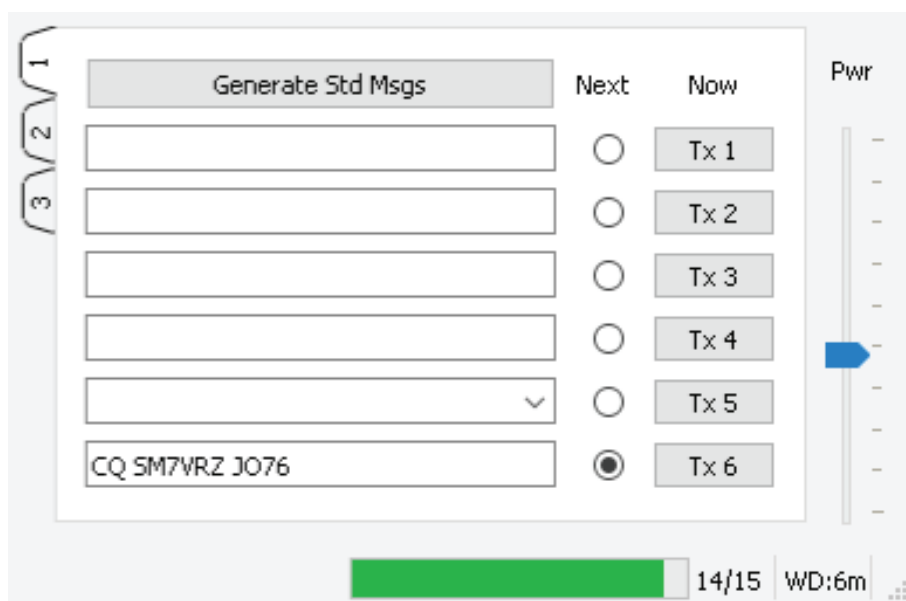 1
Generate Std Msgs Next Now Pwr
2
Tx 1
3
Tx 2
Tx 3
Tx 4
Tx 5
CQ SM7VRZ JO76 Tx 6
14/15 WD:6m